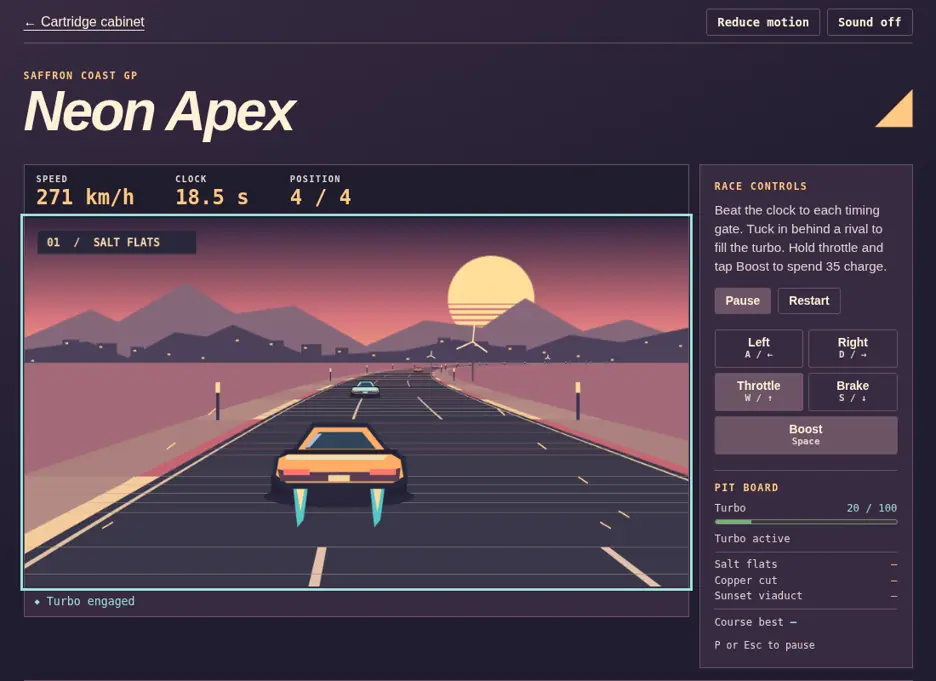 ← Cartridge cabinet
Reduce motion
Sound off
SAFFRON COAST GP
Neon Apex
SPEED
271 km/h
CLOCK
18.5 s
POSITION
4 / 4
01 / SALT FLATS
◆ Turbo engaged
RACE CONTROLS
Beat the clock to each timing
gate. Tuck in behind a rival to
fill the turbo. Hold throttle and
tap Boost to spend 35 charge.
Pause
Restart
Left
A / ←
Right
D / →
Throttle
W / ↑
Brake
S / ↓
Boost
Space
PIT BOARD
Turbo 20 / 100
Turbo active
Salt flats —
Copper cut —
Sunset viaduct —
Course best —
P or Esc to pause